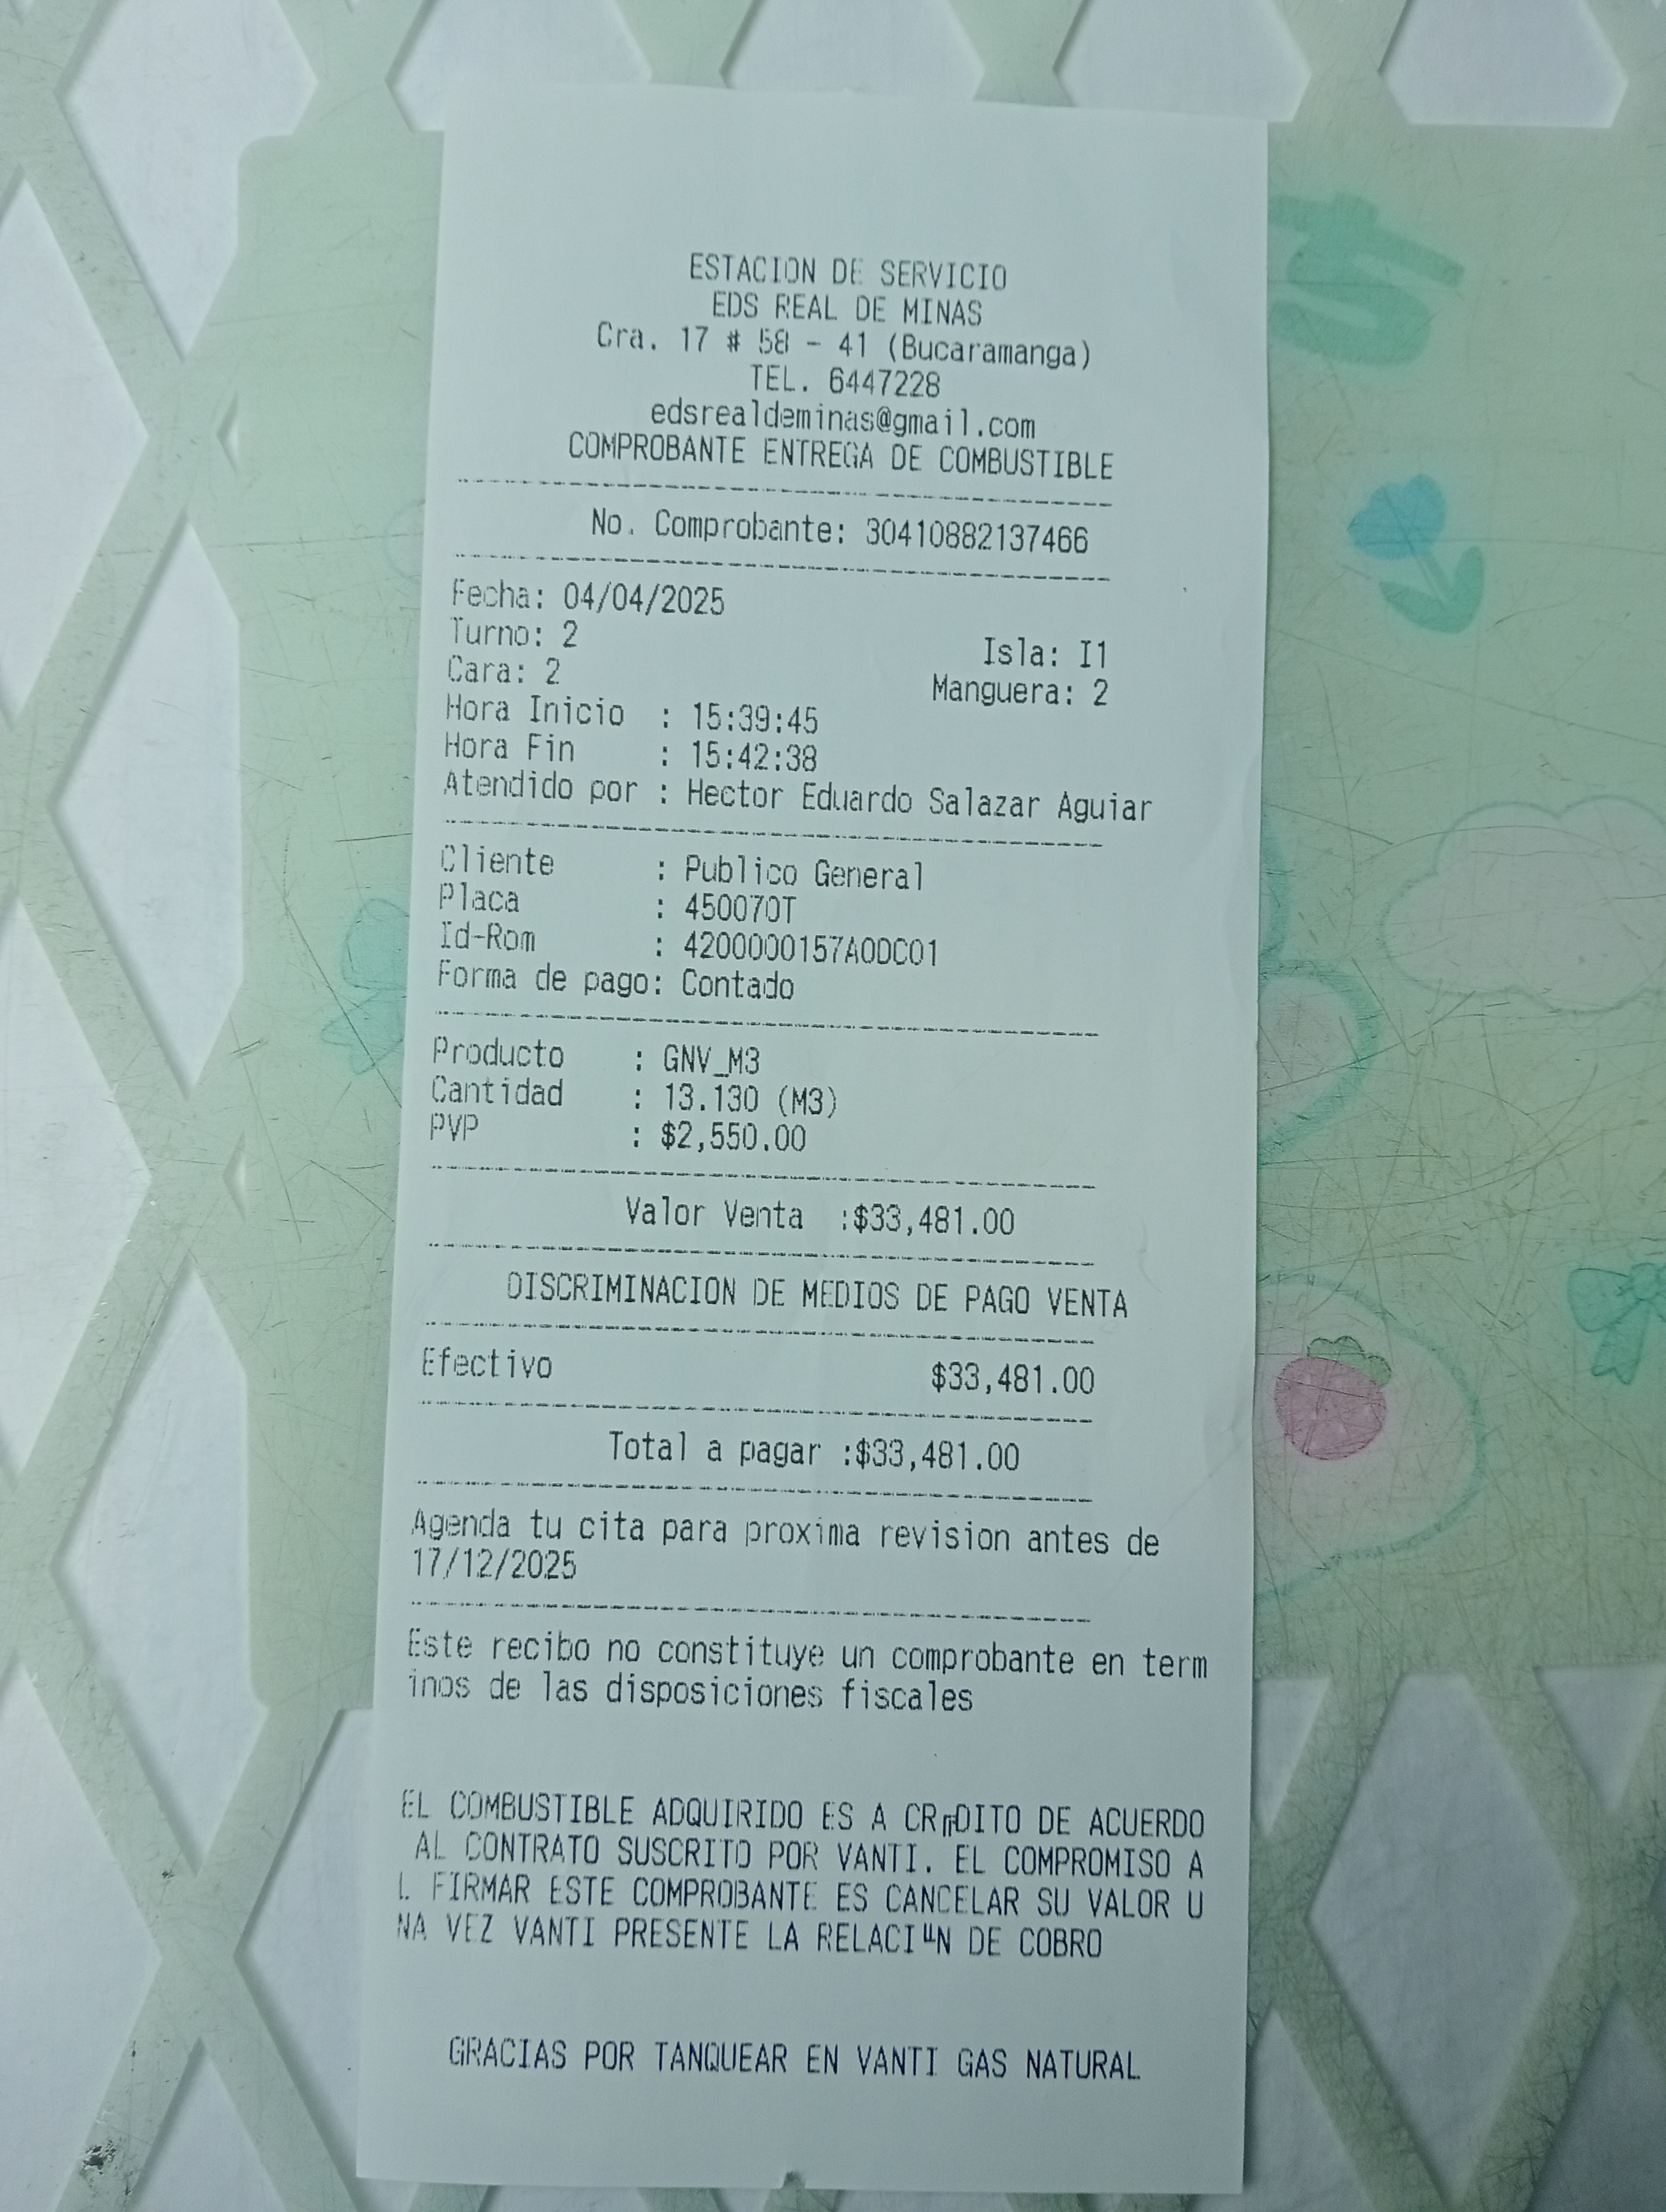 ESTACION DE SERVICIO
EDS REAL DE MINAS
Cra. 17 # 58 - 41 (Bucaramanga)
TEL. 6447228
edsrealdeminas@gmail.com
COMPROBANTE ENTREGA DE COMBUSTIBLE
No. Comprobante: 30410882137466
Fecha: 04/04/2025
Turno: 2 Isla: I1
Cara: 2 Manguera: 2
Hora Inicio : 15:39:45
Hora Fin : 15:42:38
Atendido por : Hector Eduardo Salazar Aguiar
Cliente : Publico General
Placa : 450070T
Id-Rom : 4200000157A0DC01
Forma de pago: Contado
Producto : GNV_M3
Cantidad : 13.130 (M3)
PVP : $2,550.00
Valor Venta :$33,481.00
DISCRIMINACION DE MEDIOS DE PAGO VENTA
Efectivo $33,481.00
Total a pagar :$33,481.00
Agenda tu cita para proxima revision antes de
17/12/2025
Este recibo no constituye un comprobante en term
inos de las disposiciones fiscales
EL COMBUSTIBLE ADQUIRIDO ES A CR╓DITO DE ACUERDO
AL CONTRATO SUSCRITO POR VANTI. EL COMPROMISO A
L FIRMAR ESTE COMPROBANTE ES CANCELAR SU VALOR U
NA VEZ VANTI PRESENTE LA RELACI╙N DE COBRO
GRACIAS POR TANQUEAR EN VANTI GAS NATURAL